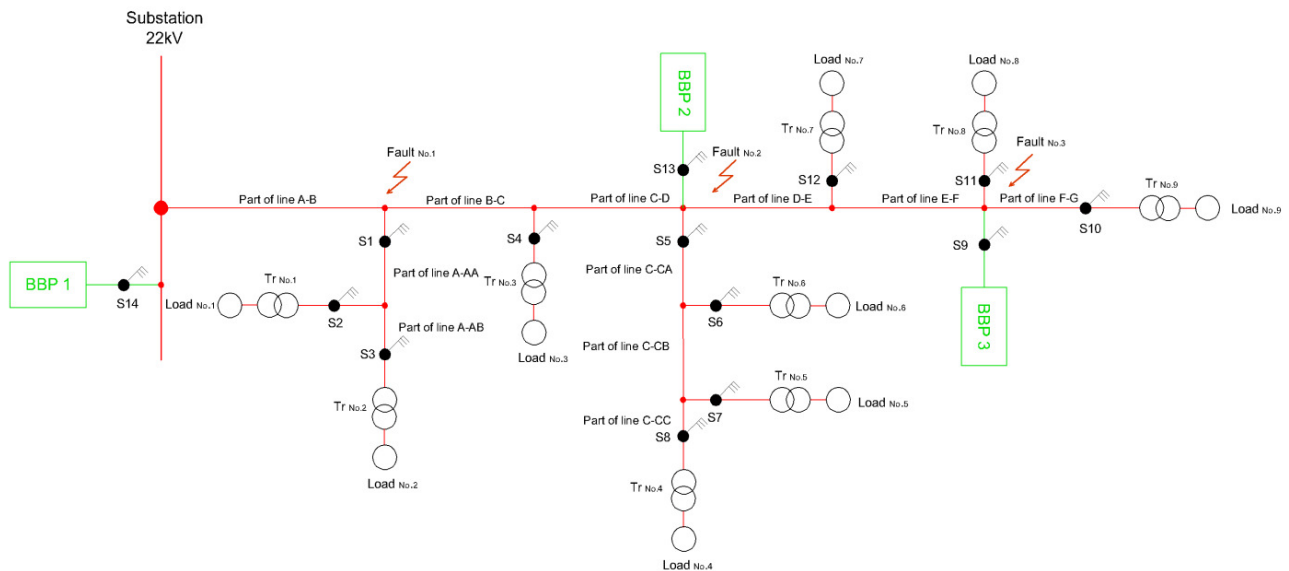 Substation
22kV
Load No.7
Load No.8
BBP 2
Tr No.7
Tr No.8
Fault No.1
Fault No.2
Fault No.3
S13
S12
S11
Tr No.9
Part of line A-B
Part of line B-C
Part of line C-D
Part of line D-E
Part of line E-F
Part of line F-G
Load No.9
S10
S1
S4
S5
S9
BBP 1
S14
Part of line A-AA
Tr No.3
Part of line C-CA
Tr No.1
Load No.1
S2
Tr No.6
Load No.6
S6
BBP 3
Part of line A-AB
S3
Load No.3
Part of line C-CB
Tr No.2
Tr No.5
Load No.5
Part of line C-CC
S7
S8
Load No.2
Tr No.4
Load No.4